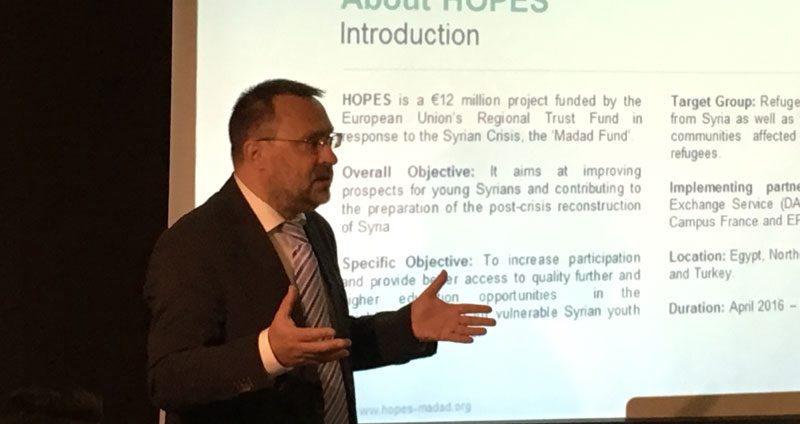 About HOPES
Introduction
HOPES is a €12 million project funded by the
European Union's Regional Trust Fund in
response to the Syrian Crisis, the 'Madad Fund'.
Overall Objective: It aims at improving
prospects for young Syrians and contributing to
the preparation of the post-crisis reconstruction
of Syria
Specific Objective: To increase participation
and provide better access to quality further and
higher education opportunities in the
vulnerable Syrian youth
www.hopes-madad.org
Target Group: Refuge
from Syria as well as
communities affected
refugees.
Implementing partne
Exchange Service (DA
Campus France and EP
Location: Egypt, North
and Turkey.
Duration: April 2016 –